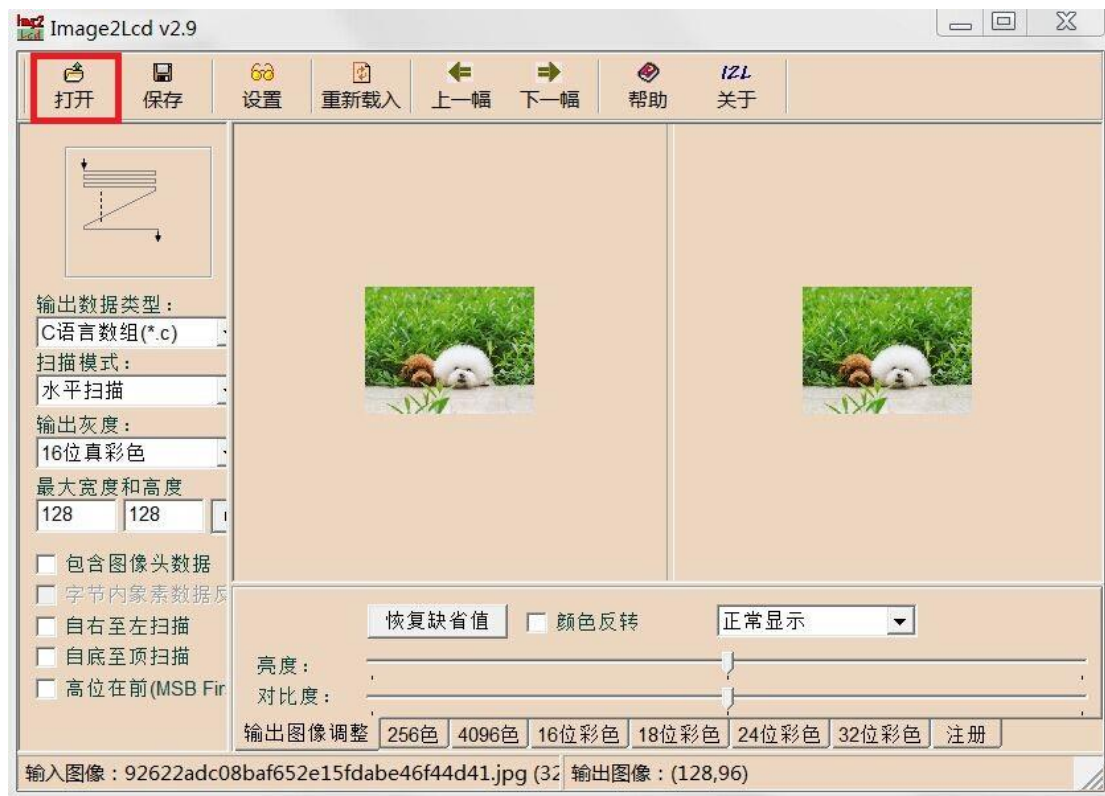 Image2Lcd v2.9
打开 保存 设置 重新载入 上一幅 下一幅 帮助 关于
输出数据类型:
C语言数组(*.c)
扫描模式:
水平扫描
输出灰度:
16位真彩色
最大宽度和高度
128 128
包含图像头数据
字节内象素数据反
自右至左扫描
自底至顶扫描
高位在前(MSB Fir
恢复缺省值 颜色反转 正常显示
亮度:
对比度:
输出图像调整 256色 4096色 16位彩色 18位彩色 24位彩色 32位彩色 注册
输入图像:92622adc08baf652e15fdabe46f44d41.jpg (32 输出图像:(128,96)